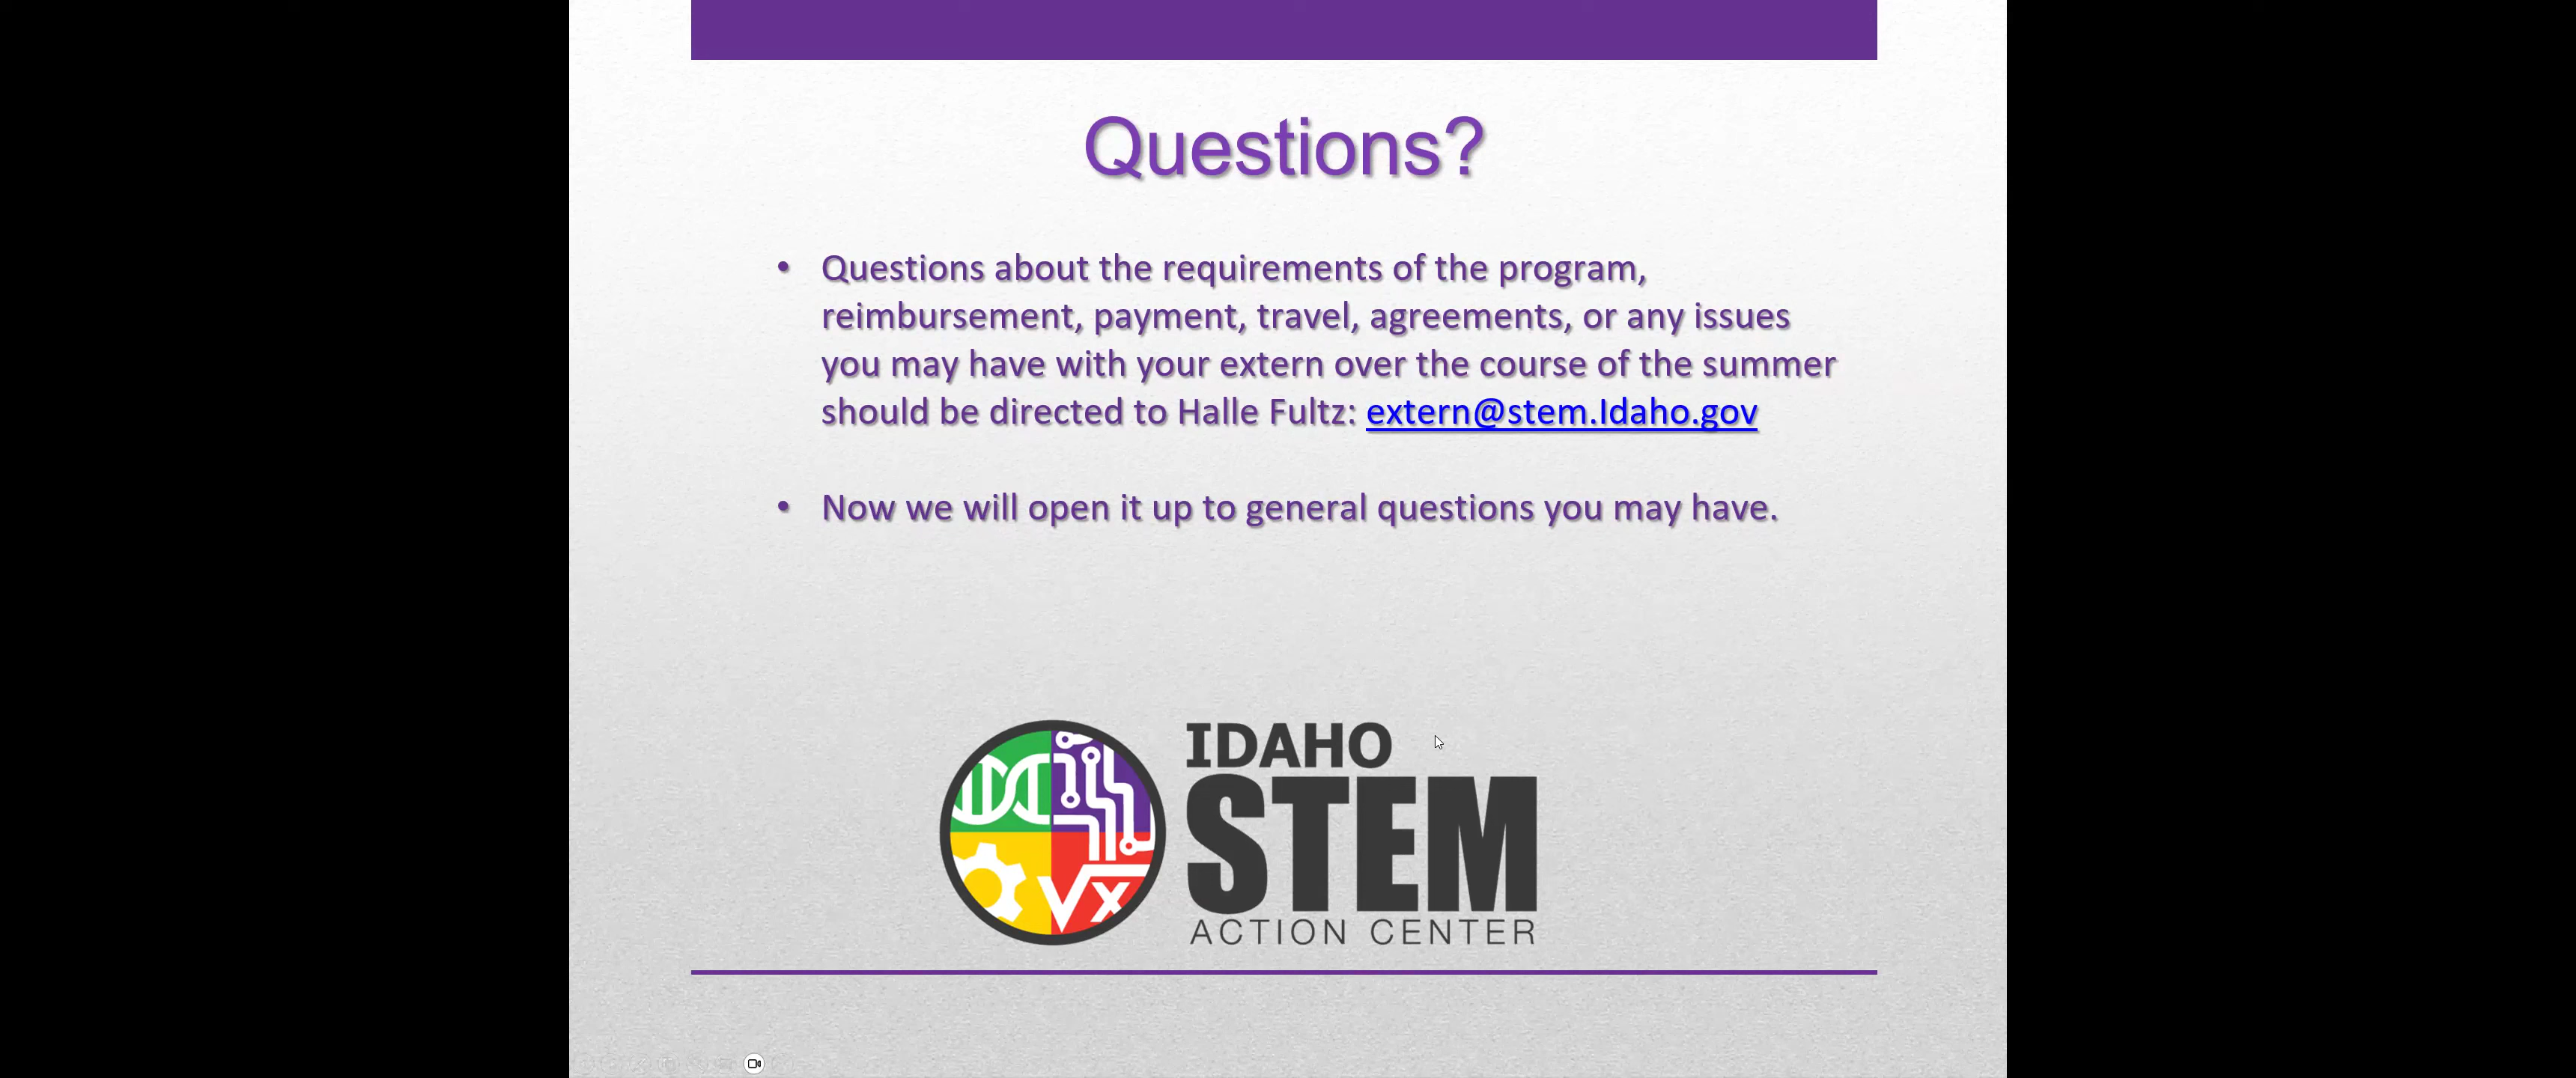 Questions?
• Questions about the requirements of the program,
reimbursement, payment, travel, agreements, or any issues
you may have with your extern over the course of the summer
should be directed to Halle Fultz: extern@stem.Idaho.gov
• Now we will open it up to general questions you may have.
√x
IDAHO
STEM
ACTION CENTER